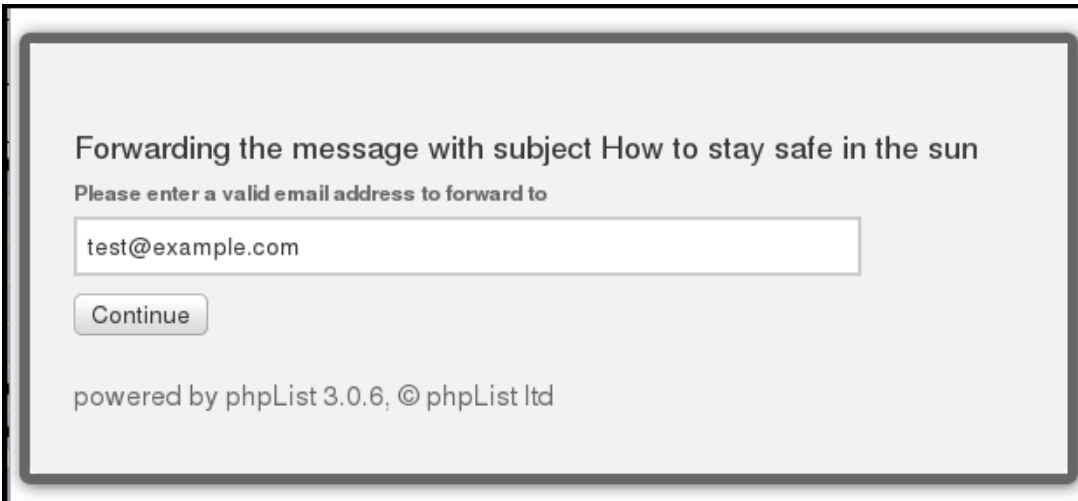 Forwarding the message with subject How to stay safe in the sun
Please enter a valid email address to forward to
test@example.com
Continue
powered by phpList 3.0.6, © phpList ltd